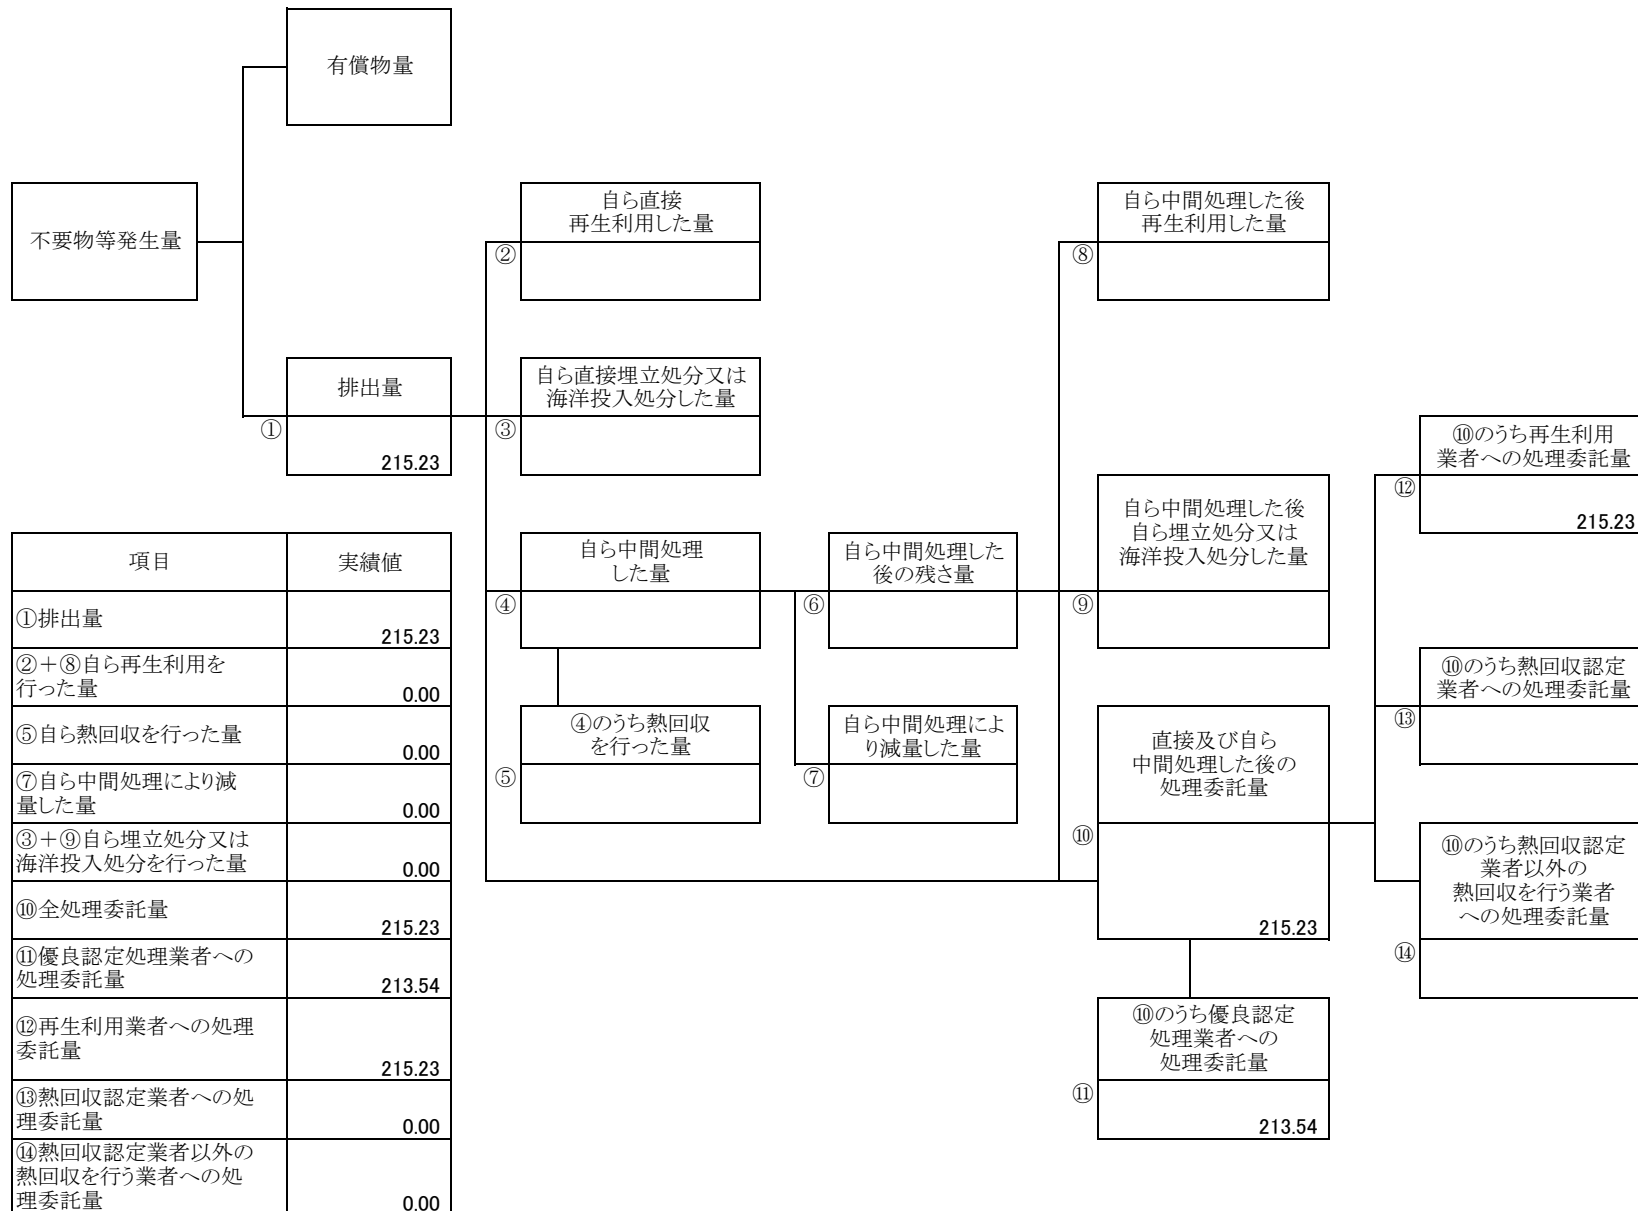 有償物量
不要物等発生量
自ら直接
再生利用した量
②
自ら中間処理した後
再生利用した量
⑧
排出量
①
215.23
自ら直接埋立処分又は
海洋投入処分した量
③
⑩のうち再生利用
業者への処理委託量
⑫
215.23
自ら中間処理
した量
④
自ら中間処理した
後の残さ量
⑥
自ら中間処理した後
自ら埋立処分又は
海洋投入処分した量
⑨
④のうち熱回収
を行った量
⑤
自ら中間処理によ
り減量した量
⑦
直接及び自ら
中間処理した後の
処理委託量
⑩
215.23
⑩のうち熱回収認定
業者への処理委託量
⑬
⑩のうち熱回収認定
業者以外の
熱回収を行う業者
への処理委託量
⑭
⑩のうち優良認定
処理業者への
処理委託量
⑪
213.54
項目 実績値
①排出量
215.23
②+⑧自ら再生利用を
行った量
0.00
⑤自ら熱回収を行った量
0.00
⑦自ら中間処理により減
量した量
0.00
③+⑨自ら埋立処分又は
海洋投入処分を行った量
0.00
⑩全処理委託量
215.23
⑪優良認定処理業者への
処理委託量
213.54
⑫再生利用業者への処理
委託量
215.23
⑬熱回収認定業者への処
理委託量
0.00
⑭熱回収認定業者以外の
熱回収を行う業者への処
理委託量
0.00